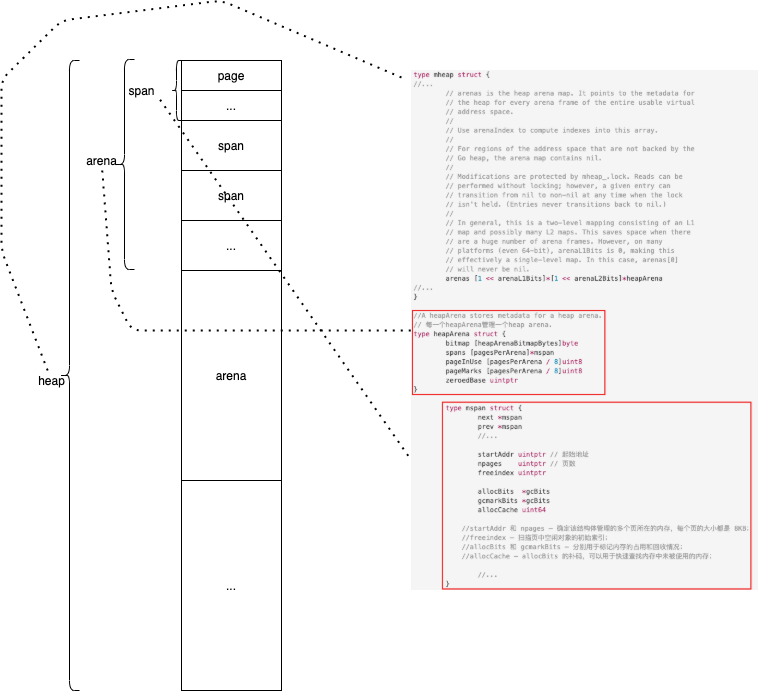 page
...
span
span
span
...
arena
arena
heap
...
type mheap struct {
//...
// arenas is the heap arena map. It points to the metadata for
// the heap for every arena frame of the entire usable virtual
// address space.
//
// Use arenaIndex to compute indexes into this array.
//
// For regions of the address space that are not backed by the
// Go heap, the arena map contains nil.
//
// Modifications are protected by mheap_.lock. Reads can be
// performed without locking; however, a given entry can
// transition from nil to non-nil at any time when the lock
// isn't held. (Entries never transitions back to nil.)
//
// In general, this is a two-level mapping consisting of an L1
// map and possibly many L2 maps. This saves space when there
// are a huge number of arena frames. However, on many
// platforms (even 64-bit), arenaL1Bits is 0, making this
// effectively a single-level map. In this case, arenas[0]
// will never be nil.
arenas [1 << arenaL1Bits]*[1 << arenaL2Bits]*heapArena
//...
}
//A heapArena stores metadata for a heap arena.
// 每一个heapArena管理一个heap arena.
type heapArena struct {
bitmap [heapArenaBitmapBytes]byte
spans [pagesPerArena]*mspan
pageInUse [pagesPerArena / 8]uint8
pageMarks [pagesPerArena / 8]uint8
zeroedBase uintptr
}
type mspan struct {
next *mspan
prev *mspan
//...
startAddr uintptr // 起始地址
npages uintptr // 页数
freeindex uintptr
allocBits *gcBits
gcmarkBits *gcBits
allocCache uint64
//startAddr 和 npages — 确定该结构体管理的多个页所在的内存，每个页的大小都是 8KB；
//freeindex — 扫描页中空闲对象的初始索引；
//allocBits 和 gcmarkBits — 分别用于标记内存的占用和回收情况；
//allocCache — allocBits 的补码，可以用于快速查找内存中未被使用的内存；
//...
}